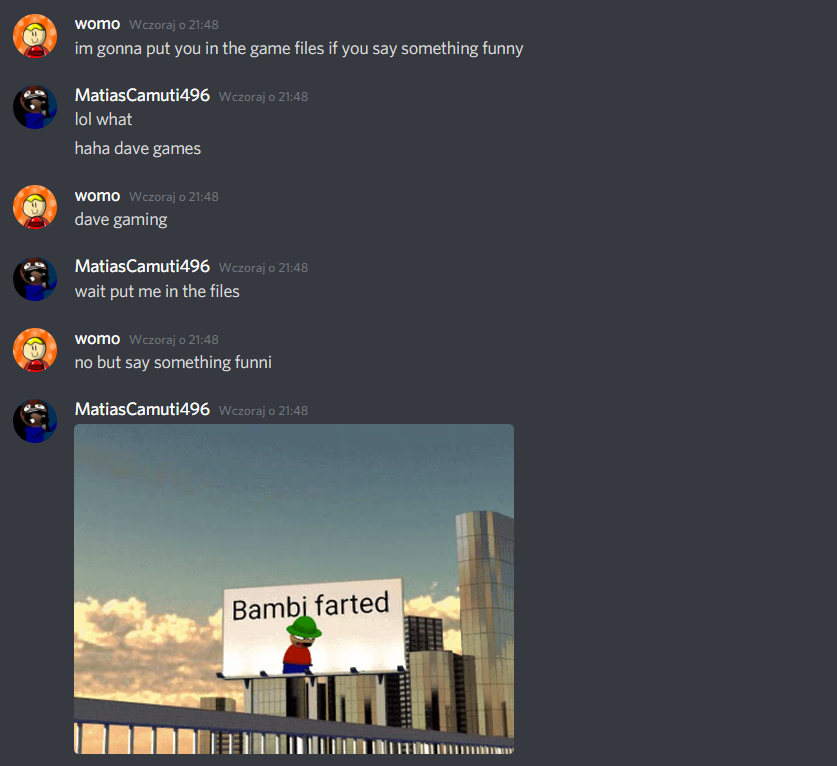 womo Wczoraj o 21:48
im gonna put you in the game files if you say something funny
MatiasCamuti496 Wczoraj o 21:48
lol what
haha dave games
womo Wczoraj o 21:48
dave gaming
MatiasCamuti496 Wczoraj o 21:48
wait put me in the files
womo Wczoraj o 21:48
no but say something funni
MatiasCamuti496 Wczoraj o 21:48
Bambi farted